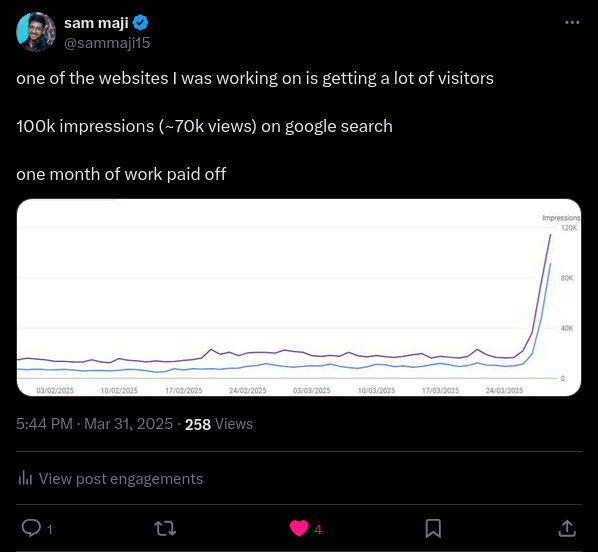 sam maji
@sammaji15
one of the websites I was working on is getting a lot of visitors
100k impressions (~70k views) on google search
one month of work paid off
Impressions
120K
80K
40K
0
03/02/2025 10/02/2025 17/02/2025 24/02/2025 03/03/2025 10/03/2025 17/03/2025 24/03/2025
5:44 PM · Mar 31, 2025 · 258 Views
View post engagements
1 4